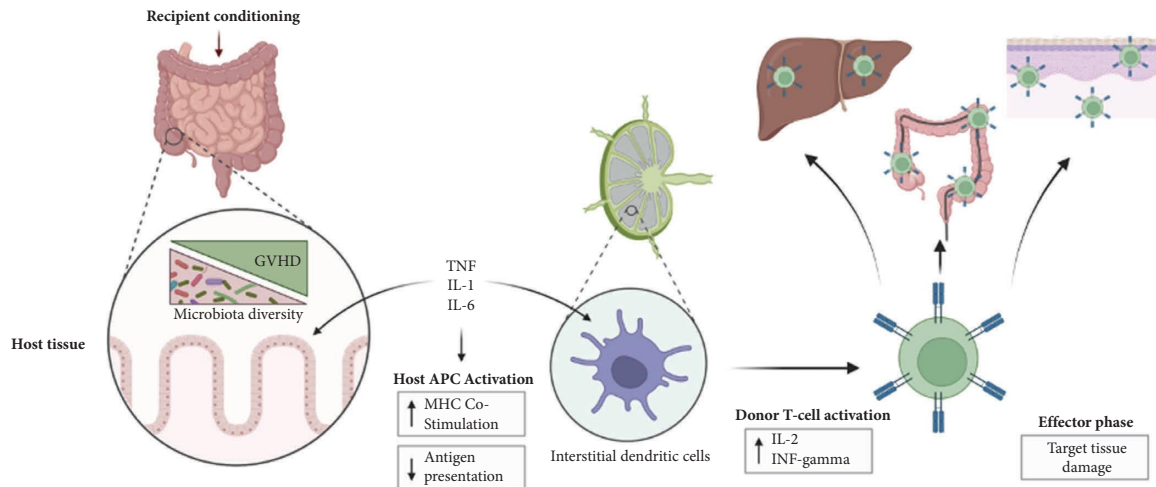 Recipient conditioning
GVHD
Microbiota diversity
Host tissue
TNF
IL-1
IL-6
Host APC Activation
MHC Co-
Stimulation
Antigen
presentation
Interstitial dendritic cells
Donor T-cell activation
IL-2
INF-gamma
Effector phase
Target tissue
damage